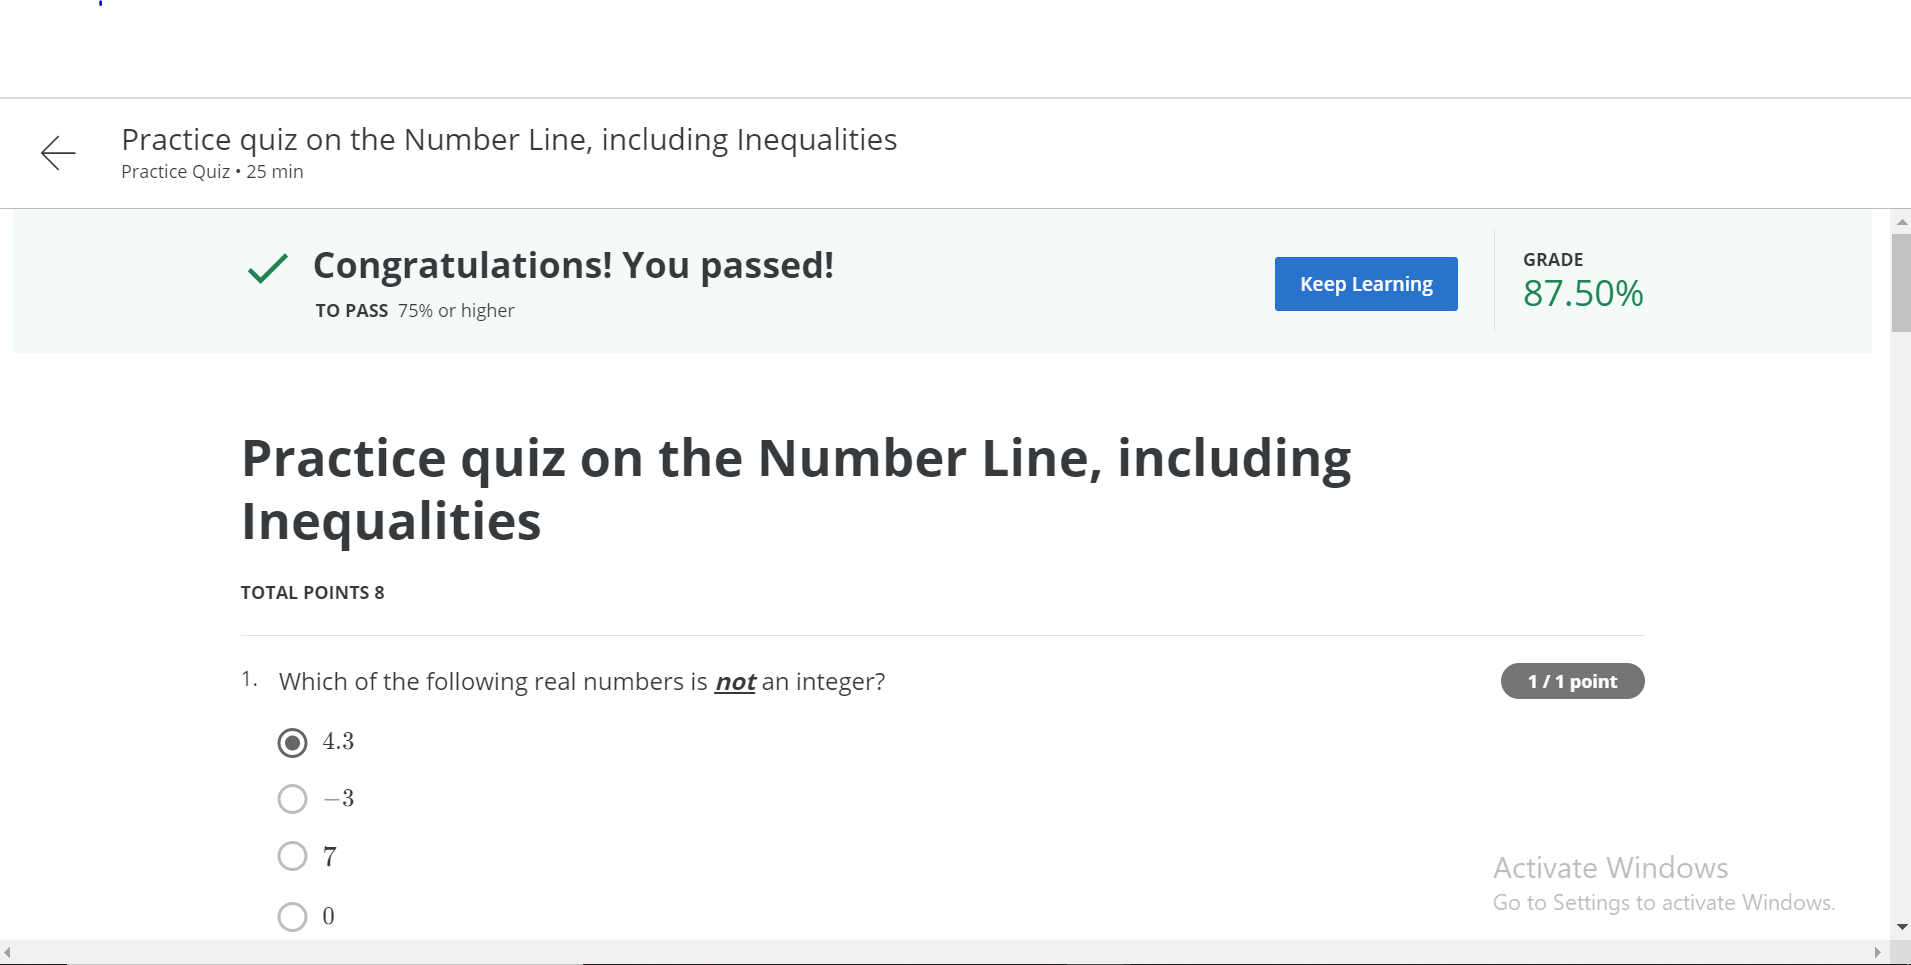 Practice quiz on the Number Line, including Inequalities
Practice Quiz • 25 min
Congratulations! You passed!
TO PASS 75% or higher
Keep Learning
GRADE
87.50%
Practice quiz on the Number Line, including
Inequalities
TOTAL POINTS 8
1. Which of the following real numbers is not an integer?
1 / 1 point
4.3
−3
7
0
Activate Windows
Go to Settings to activate Windows.